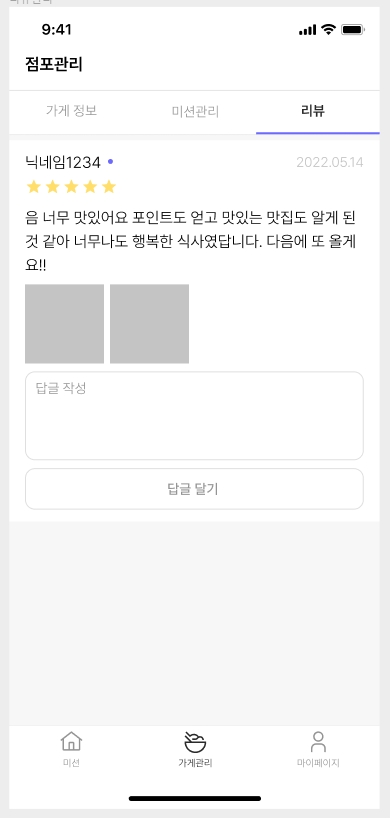 9:41
점포관리
가게 정보
미션관리
리뷰
닉네임1234
2022.05.14
음 너무 맛있어요 포인트도 얻고 맛있는 맛집도 알게 된
것 같아 너무나도 행복한 식사였답니다. 다음에 또 올게
요!!
답글 작성
답글 달기
미션
가게관리
마이페이지